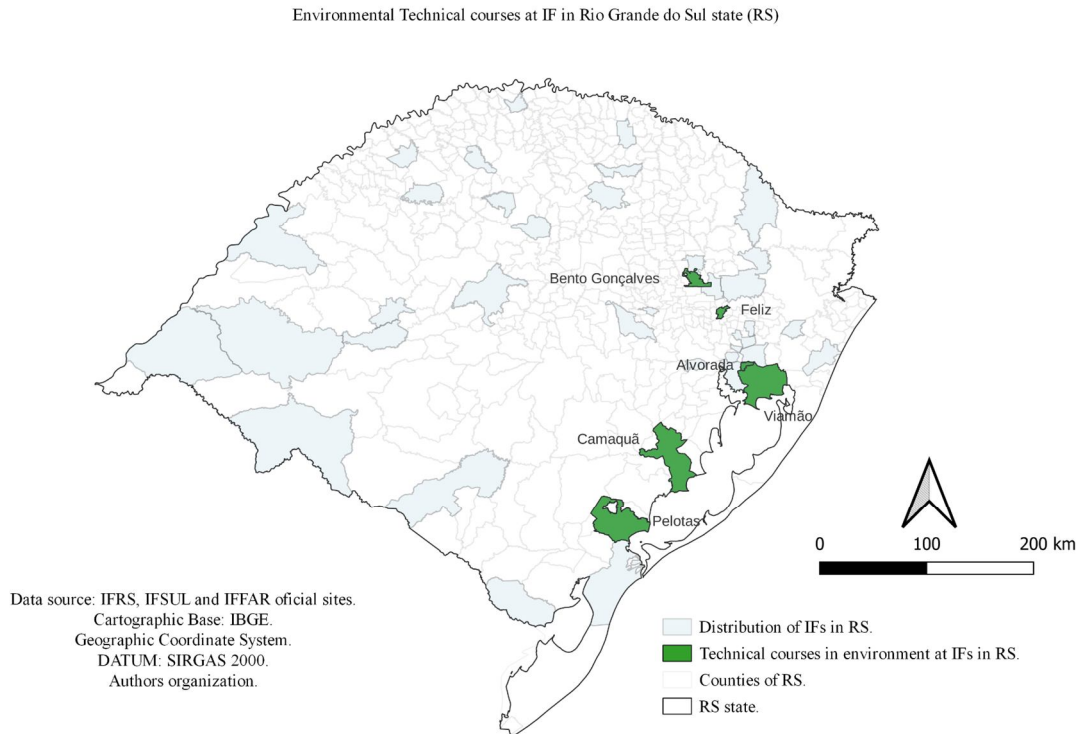 Environmental Technical courses at IF in Rio Grande do Sul state (RS)
Bento Gonçalves
Feliz
Alvorada
Viamão
Camaquã
Pelotas
0 100 200 km
Data source: IFRS, IFSUL and IFFAR oficial sites.
Cartographic Base: IBGE.
Geographic Coordinate System.
DATUM: SIRGAS 2000.
Authors organization.
Distribution of IFs in RS.
Technical courses in environment at IFs in RS.
Counties of RS.
RS state.